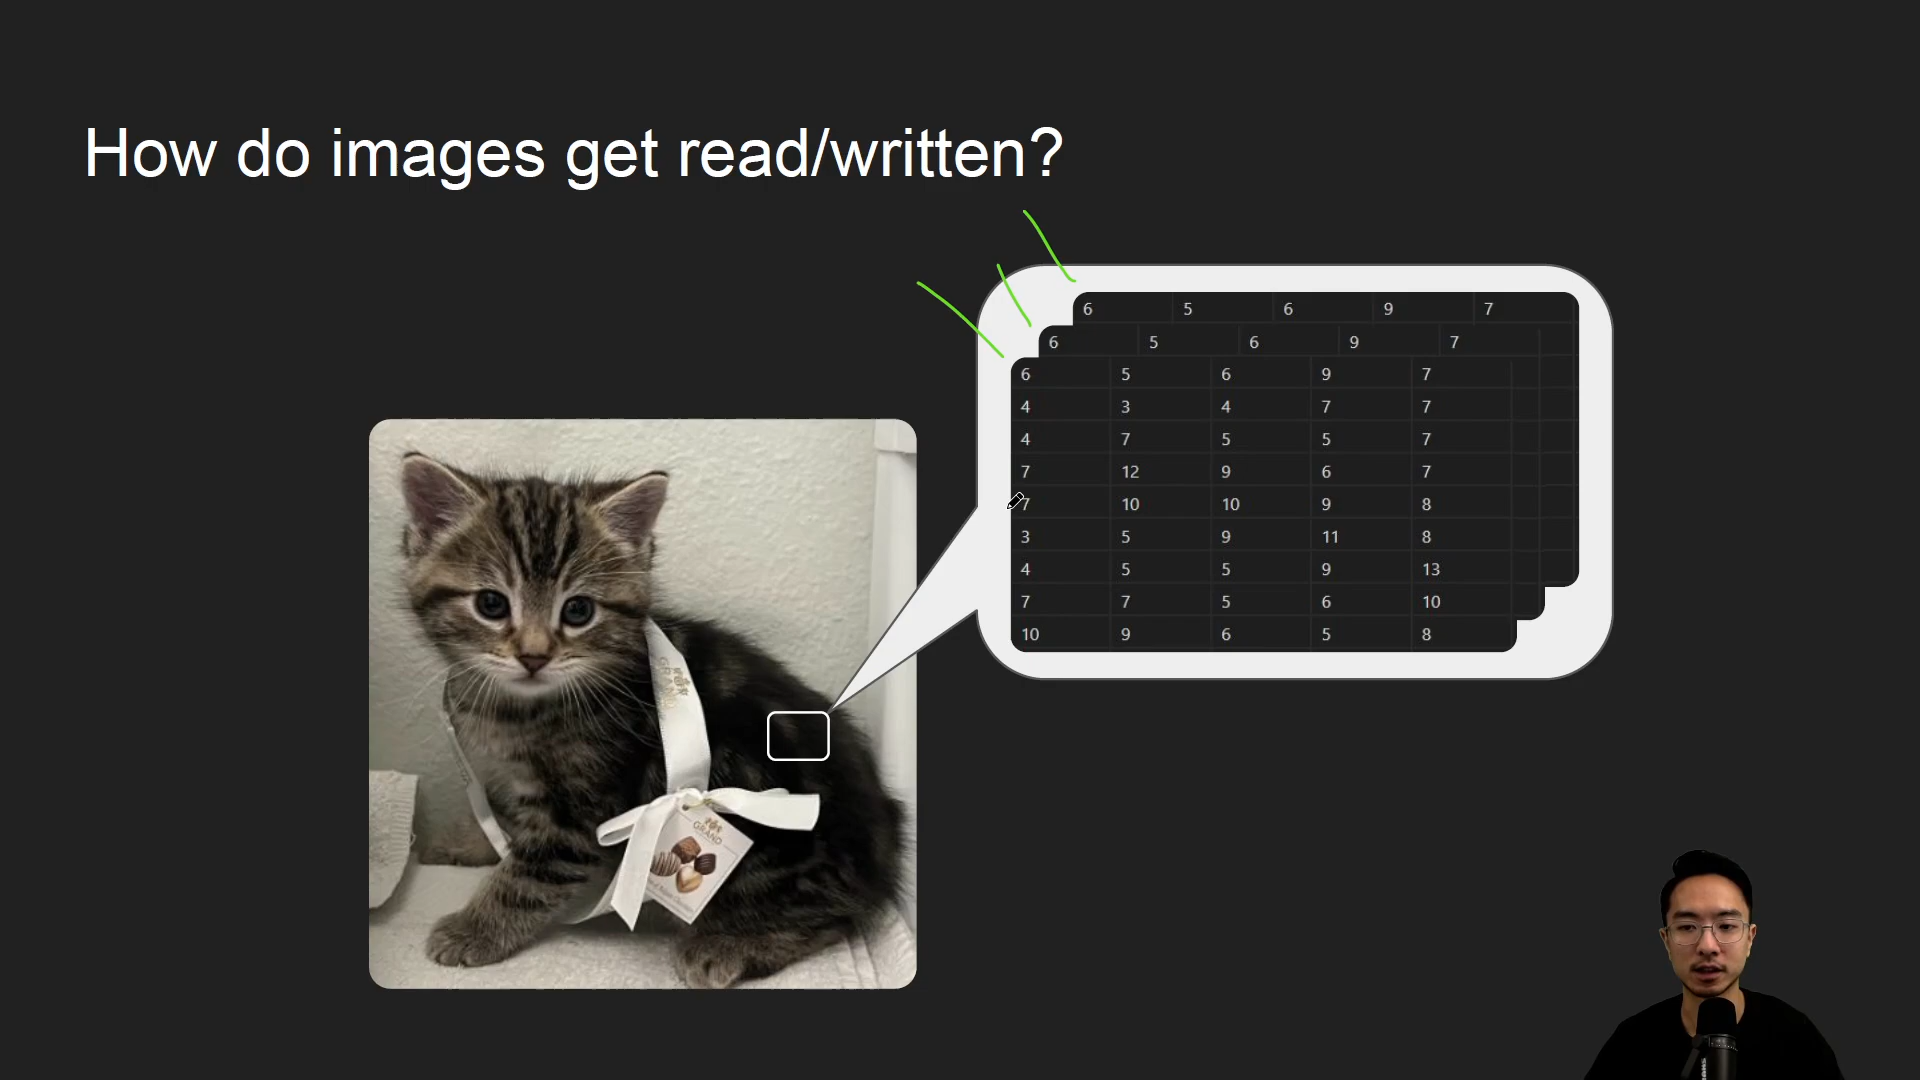 How do images get read/written?
6 5 6 9 7
6 5 6 9 7
6 5 6 9 7
4 3 4 7 7
4 7 5 5 7
7 12 9 6 7
7 10 10 9 8
3 5 9 11 8
4 5 5 9 13
7 7 5 6 10
10 9 6 5 8
GRAND
GRAND